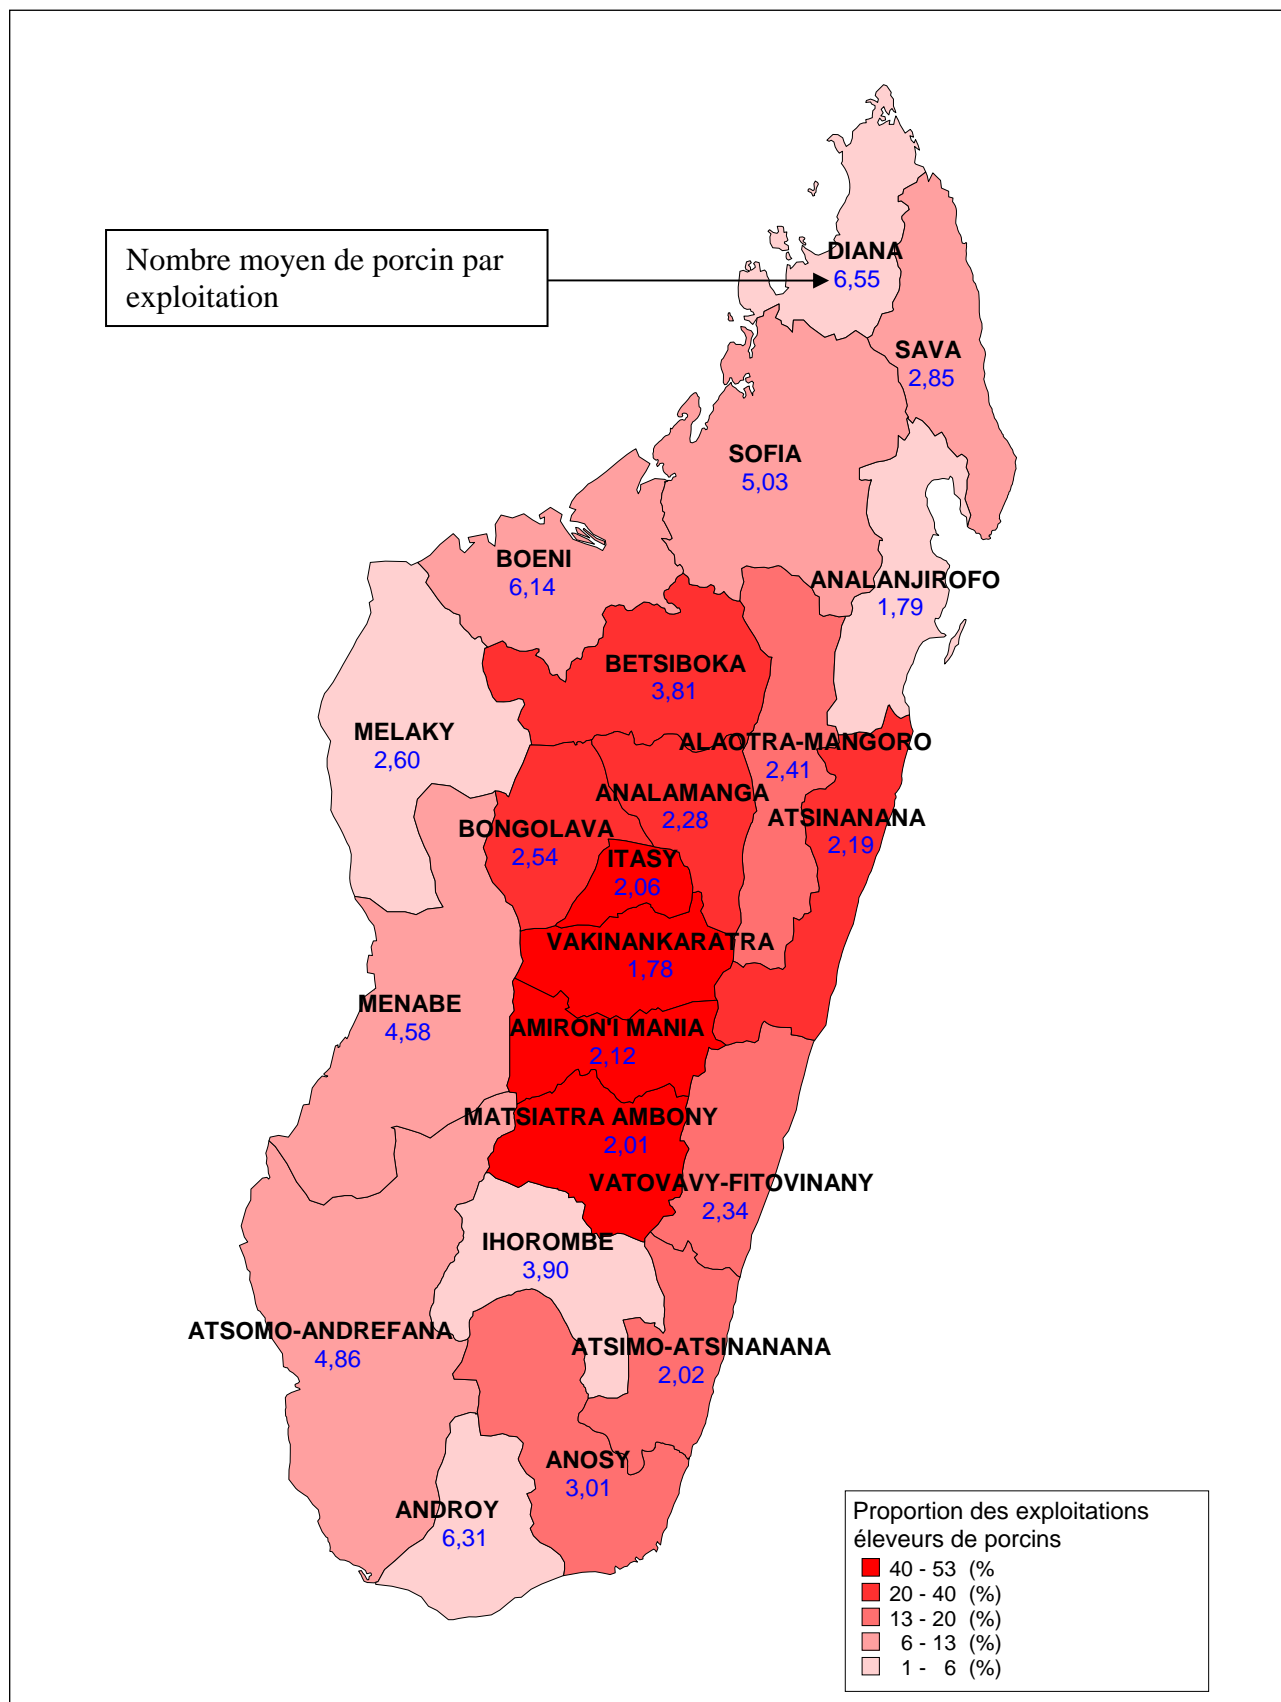 Nombre moyen de porcin par
exploitation
DIANA
6,55
SAVA
2,85
SOFIA
5,03
BOENI
6,14
ANALANJIROFO
1,79
BETSIBOKA
3,81
MELAKY
2,60
ALAOTRA-MANGORO
2,41
ANALAMANGA
2,28
ATSINANANA
2,19
BONGOLAVA
2,54
ITASY
2,06
VAKINANKARATRA
1,78
MENABE
4,58
AMIRON'I MANIA
2,12
MATSIATRA AMBONY
2,01
VATOVAVY-FITOVINANY
2,34
IHOROMBE
3,90
ATSOMO-ANDREFANA
4,86
ATSIMO-ATSINANANA
2,02
ANOSY
3,01
ANDROY
6,31
Proportion des exploitations
éleveurs de porcins
40 - 53 (%
20 - 40 (%)
13 - 20 (%)
6 - 13 (%)
1 - 6 (%)